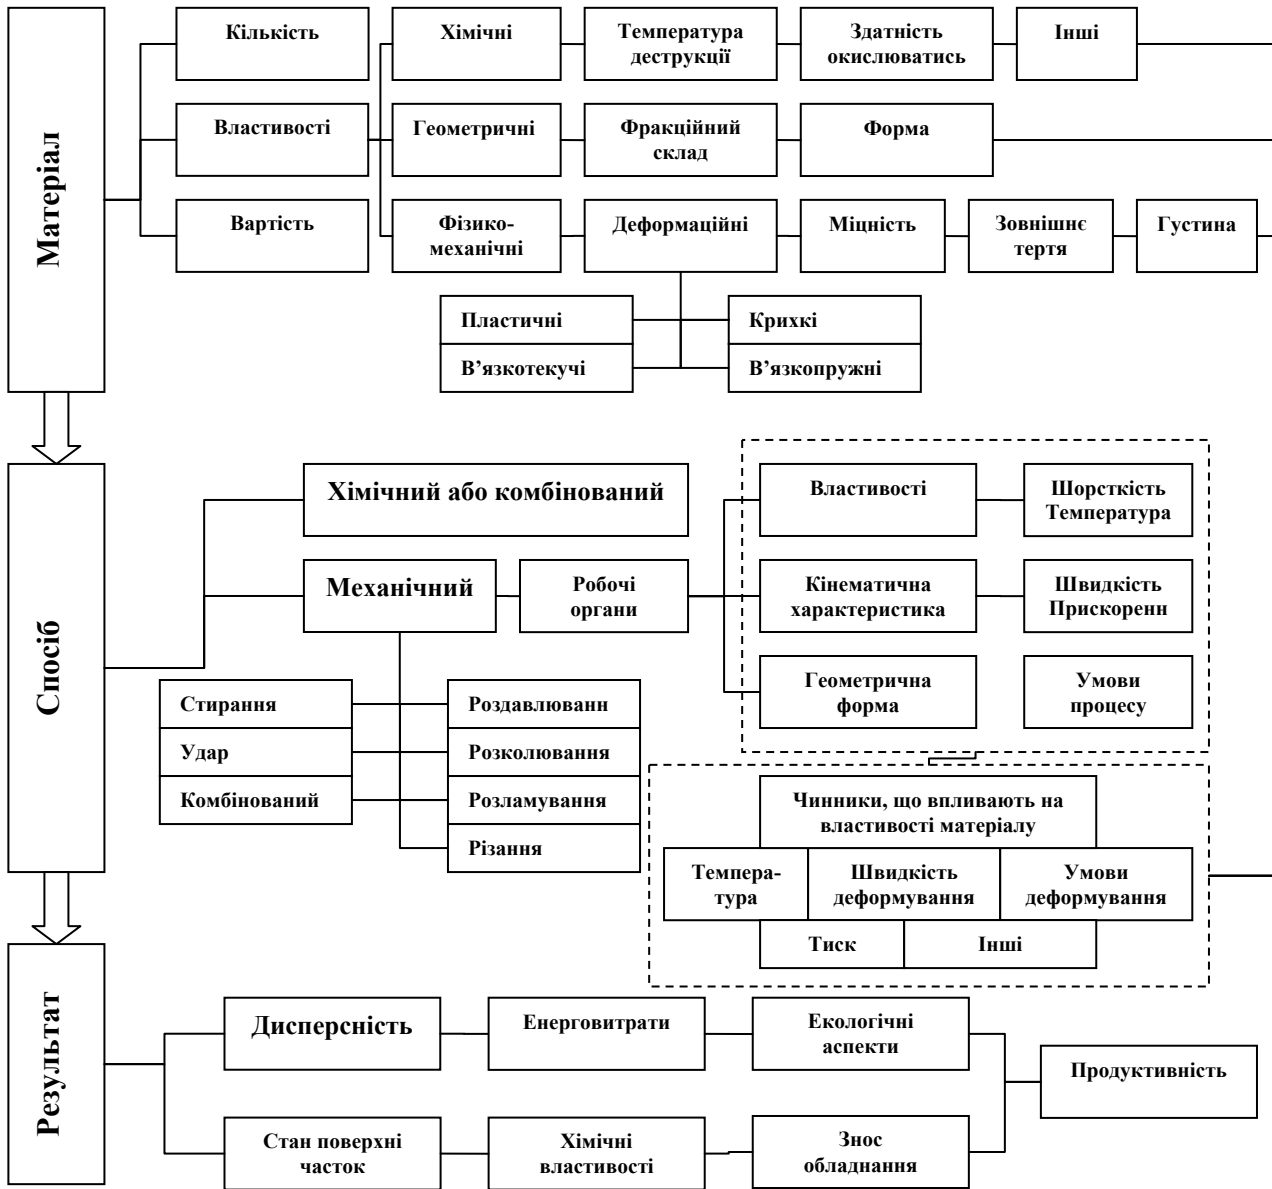 Матеріал
Кількість
Хімічні
Температура
деструкції
Здатність
окислюватись
Інші
Властивості
Геометричні
Фракційний
склад
Форма
Вартість
Фізико-
механічні
Деформаційні
Міцність
Зовнішнє
тертя
Густина
Пластичні
Крихкі
В’язкотекучі
В’язкопружні
Спосіб
Хімічний або комбінований
Властивості
Шорсткість
Температура
Механічний
Робочі
органи
Кінематична
характеристика
Швидкість
Прискоренн
Геометрична
форма
Умови
процесу
Стирання
Роздавлюванн
Удар
Розколювання
Комбінований
Розламування
Різання
Чинники, що впливають на
властивості матеріалу
Темпера-
тура
Швидкість
деформування
Умови
деформування
Тиск
Інші
Результат
Дисперсність
Енерговитрати
Екологічні
аспекти
Продуктивність
Стан поверхні
часток
Хімічні
властивості
Знос
обладнання